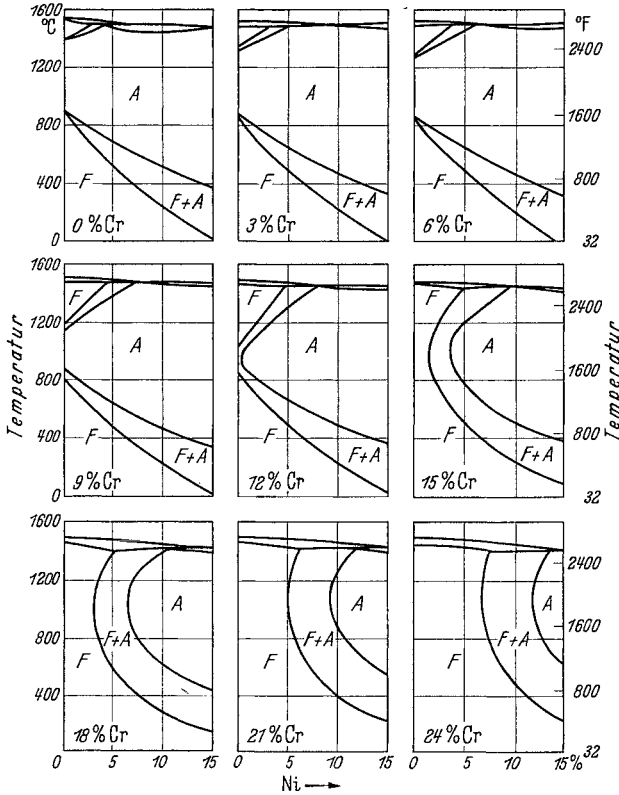 1600
°C
1200
800
400
0
A
F
F+A
0 % Cr
A
F
F+A
3 % Cr
°F
2400
1600
800
32
A
F
F+A
6 % Cr
Temperatur
1600
1200
800
400
0
F
A
F
F+A
9 % Cr
F
A
F
F+A
12 % Cr
Temperatur
2400
1600
800
32
F
A
F
F+A
15 % Cr
1600
1200
800
400
A
F+A
F
18 % Cr
A
F+A
F
21 % Cr
2400
1600
800
32
A
F+A
F
24 % Cr
0 5 10 15
0 5 10 15
0 5 10 15 %
Ni